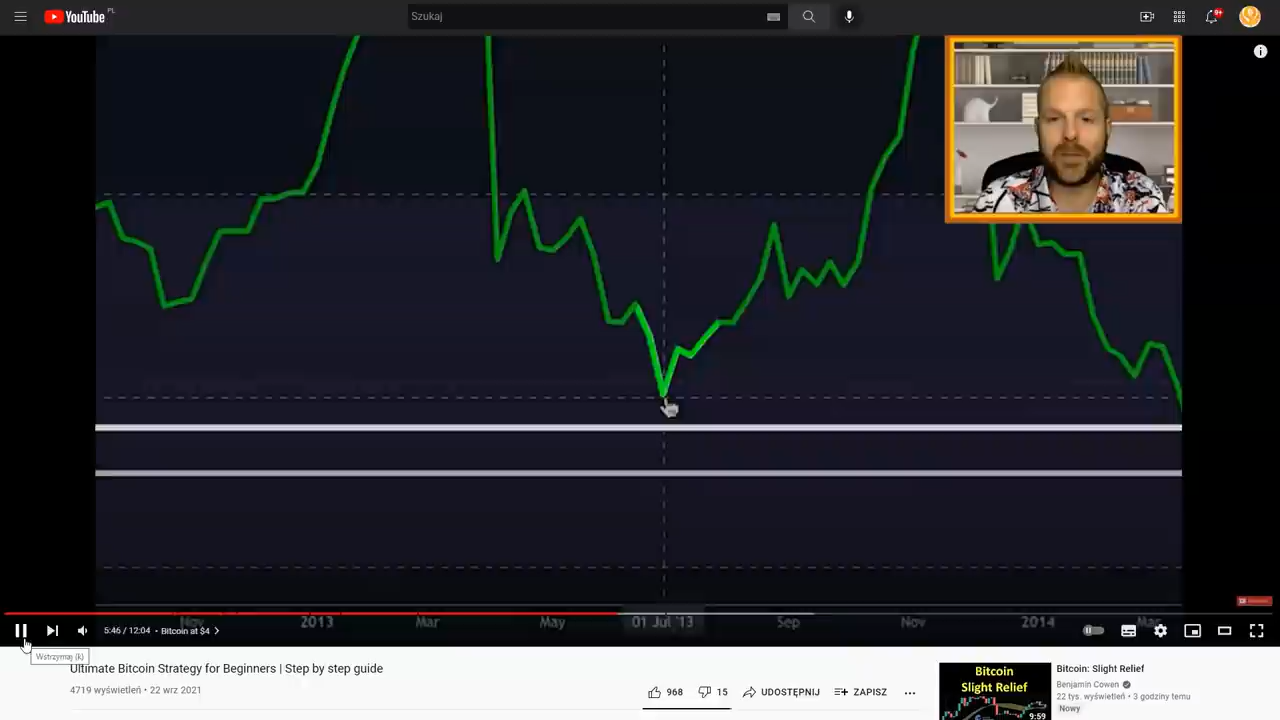 YouTube PL
Szukaj
9+
Nov 2013 Mar May 01 Jul '13 Sep Nov 2014 Mar
5:46 / 12:04 • Bitcoin at $4
Wstrzymaj (k)
Ultimate Bitcoin Strategy for Beginners | Step by step guide
4719 wyświetleń • 22 wrz 2021
968 15 UDOSTĘPNIJ ZAPISZ
Bitcoin
Slight Relief
9:59
Bitcoin: Slight Relief
Benjamin Cowen
22 tys. wyświetleń • 3 godziny temu
Nowy